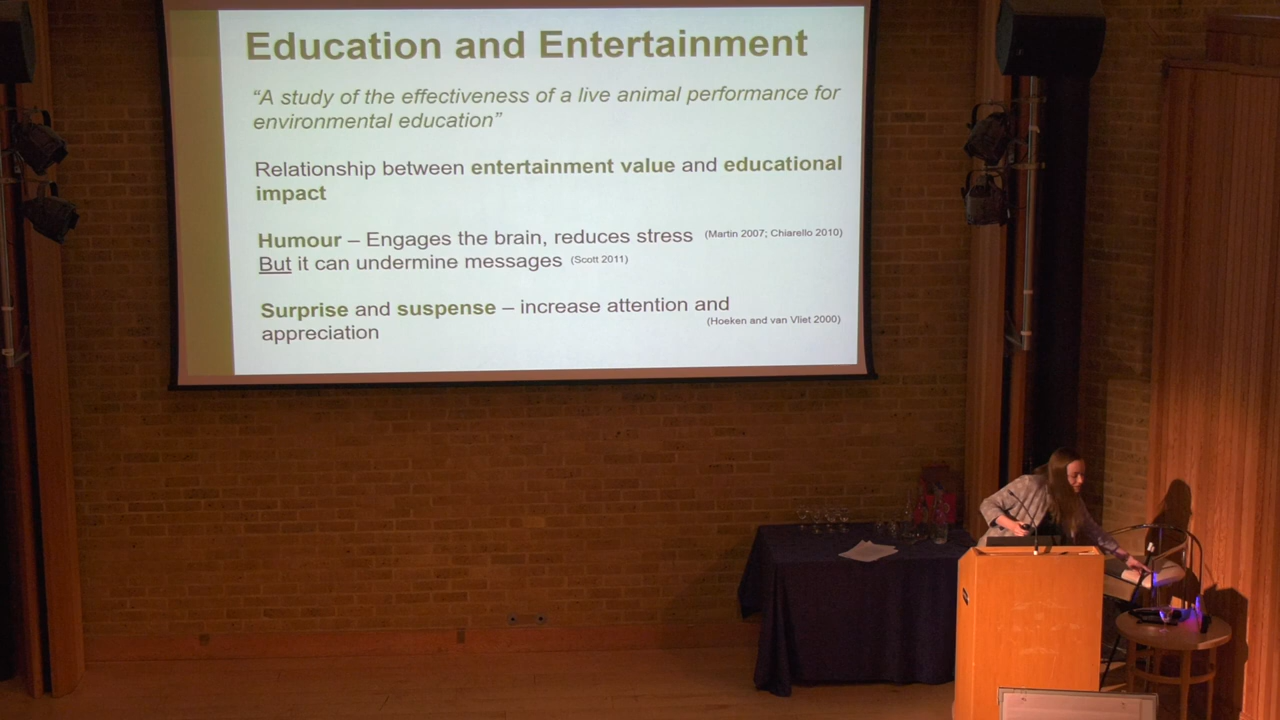 Education and Entertainment
“A study of the effectiveness of a live animal performance for
environmental education”
Relationship between entertainment value and educational
impact
Humour – Engages the brain, reduces stress (Martin 2007; Chiarello 2010)
But it can undermine messages (Scott 2011)
Surprise and suspense – increase attention and
(Hoeken and van Vliet 2000)
appreciation